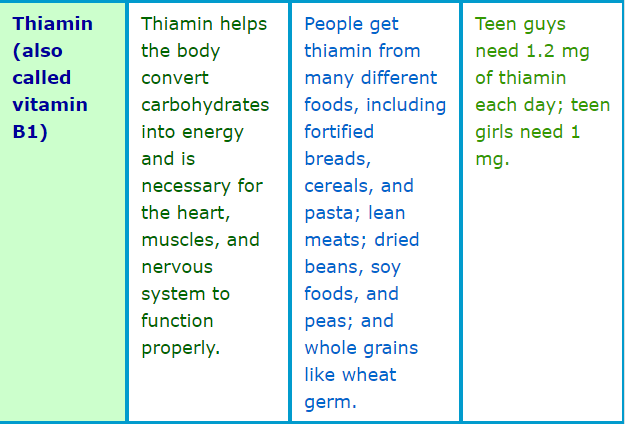 Thiamin
(also
called
vitamin
B1)
Thiamin helps
the body
convert
carbohydrates
into energy
and is
necessary for
the heart,
muscles, and
nervous
system to
function
properly.
People get
thiamin from
many different
foods, including
fortified
breads,
cereals, and
pasta; lean
meats; dried
beans, soy
foods, and
peas; and
whole grains
like wheat
germ.
Teen guys
need 1.2 mg
of thiamin
each day; teen
girls need 1
mg.